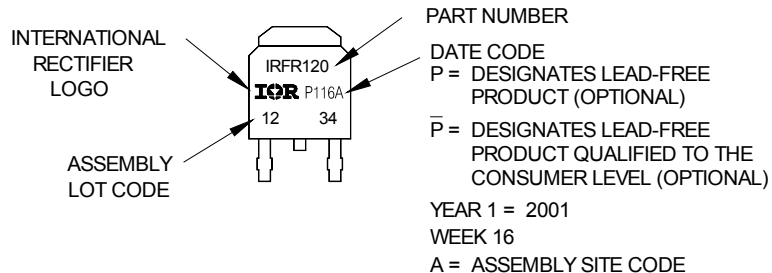 INTERNATIONAL
RECTIFIER
LOGO
ASSEMBLY
LOT CODE
IRFR120
IOR P116A
12 34
PART NUMBER
DATE CODE
P = DESIGNATES LEAD-FREE
PRODUCT (OPTIONAL)
P̅ = DESIGNATES LEAD-FREE
PRODUCT QUALIFIED TO THE
CONSUMER LEVEL (OPTIONAL)
YEAR 1 = 2001
WEEK 16
A = ASSEMBLY SITE CODE